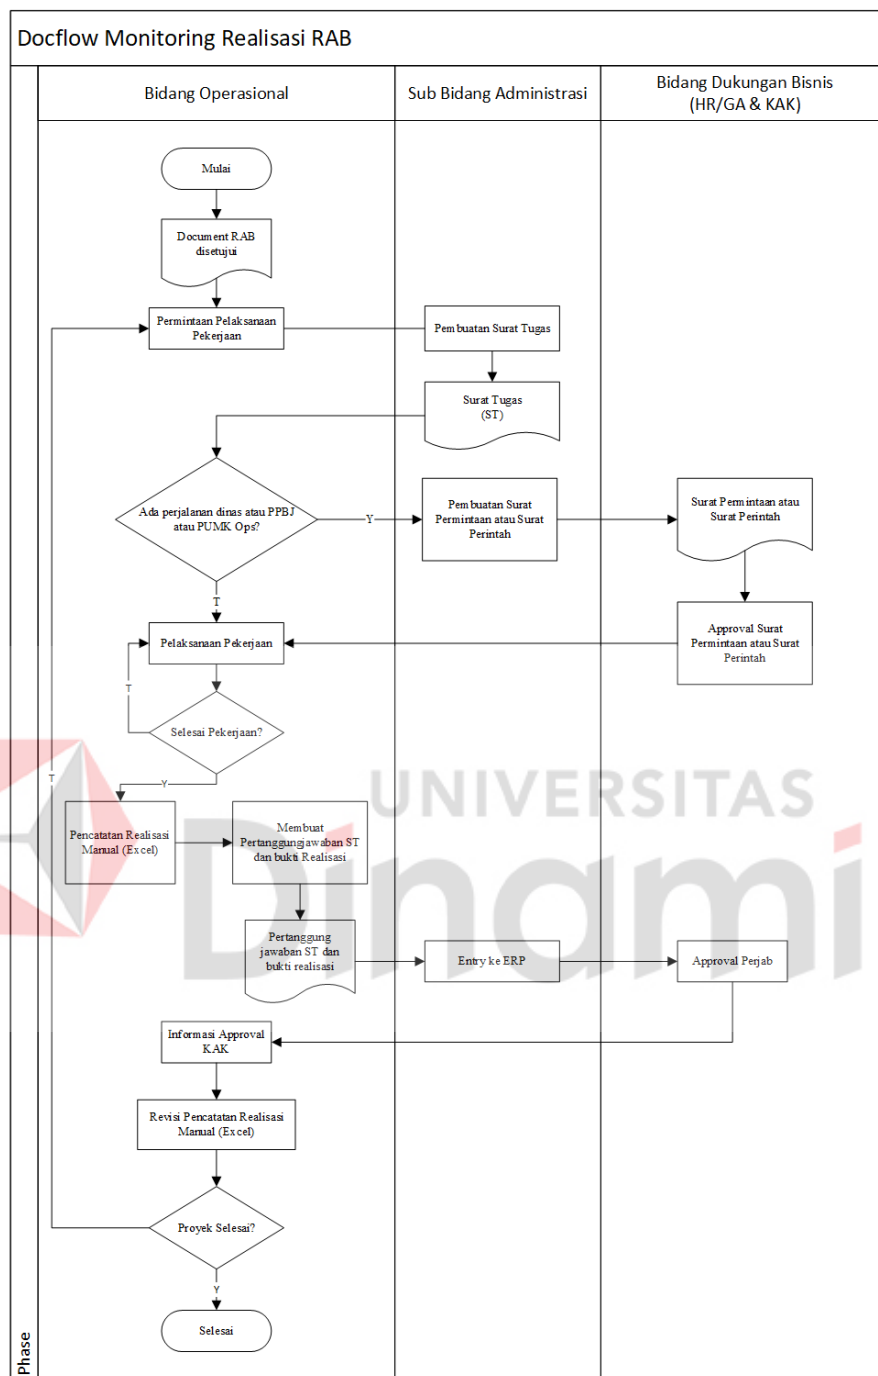 Docflow Monitoring Realisasi RAB
Bidang Operasional
Sub Bidang Administrasi
Bidang Dukungan Bisnis
(HR/GA & KAK)
Mulai
Document RAB
disetujui
Permintaan Pelaksanaan
Pekerjaan
Pembuatan Surat Tugas
Surat Tugas
(ST)
Ada perjalanan dinas atau PPBJ
atau PUMK Ops?
Y
Pembuatan Surat
Permintaan atau Surat
Perintah
Surat Permintaan atau
Surat Perintah
T
Pelaksanaan Pekerjaan
Approval Surat
Permintaan atau Surat
Perintah
T
Selesai Pekerjaan?
Y
T
UNIVERSITAS
Dinami
Pencatatan Realisasi
Manual (Excel)
Membuat
Pertanggungjawaban ST
dan bukti Realisasi
Pertanggung
jawaban ST dan
bukti realisasi
Entry ke ERP
Approval Perjab
Informasi Approval
KAK
Revisi Pencatatan Realisasi
Manual (Excel)
Proyek Selesai?
Y
Selesai
Phase